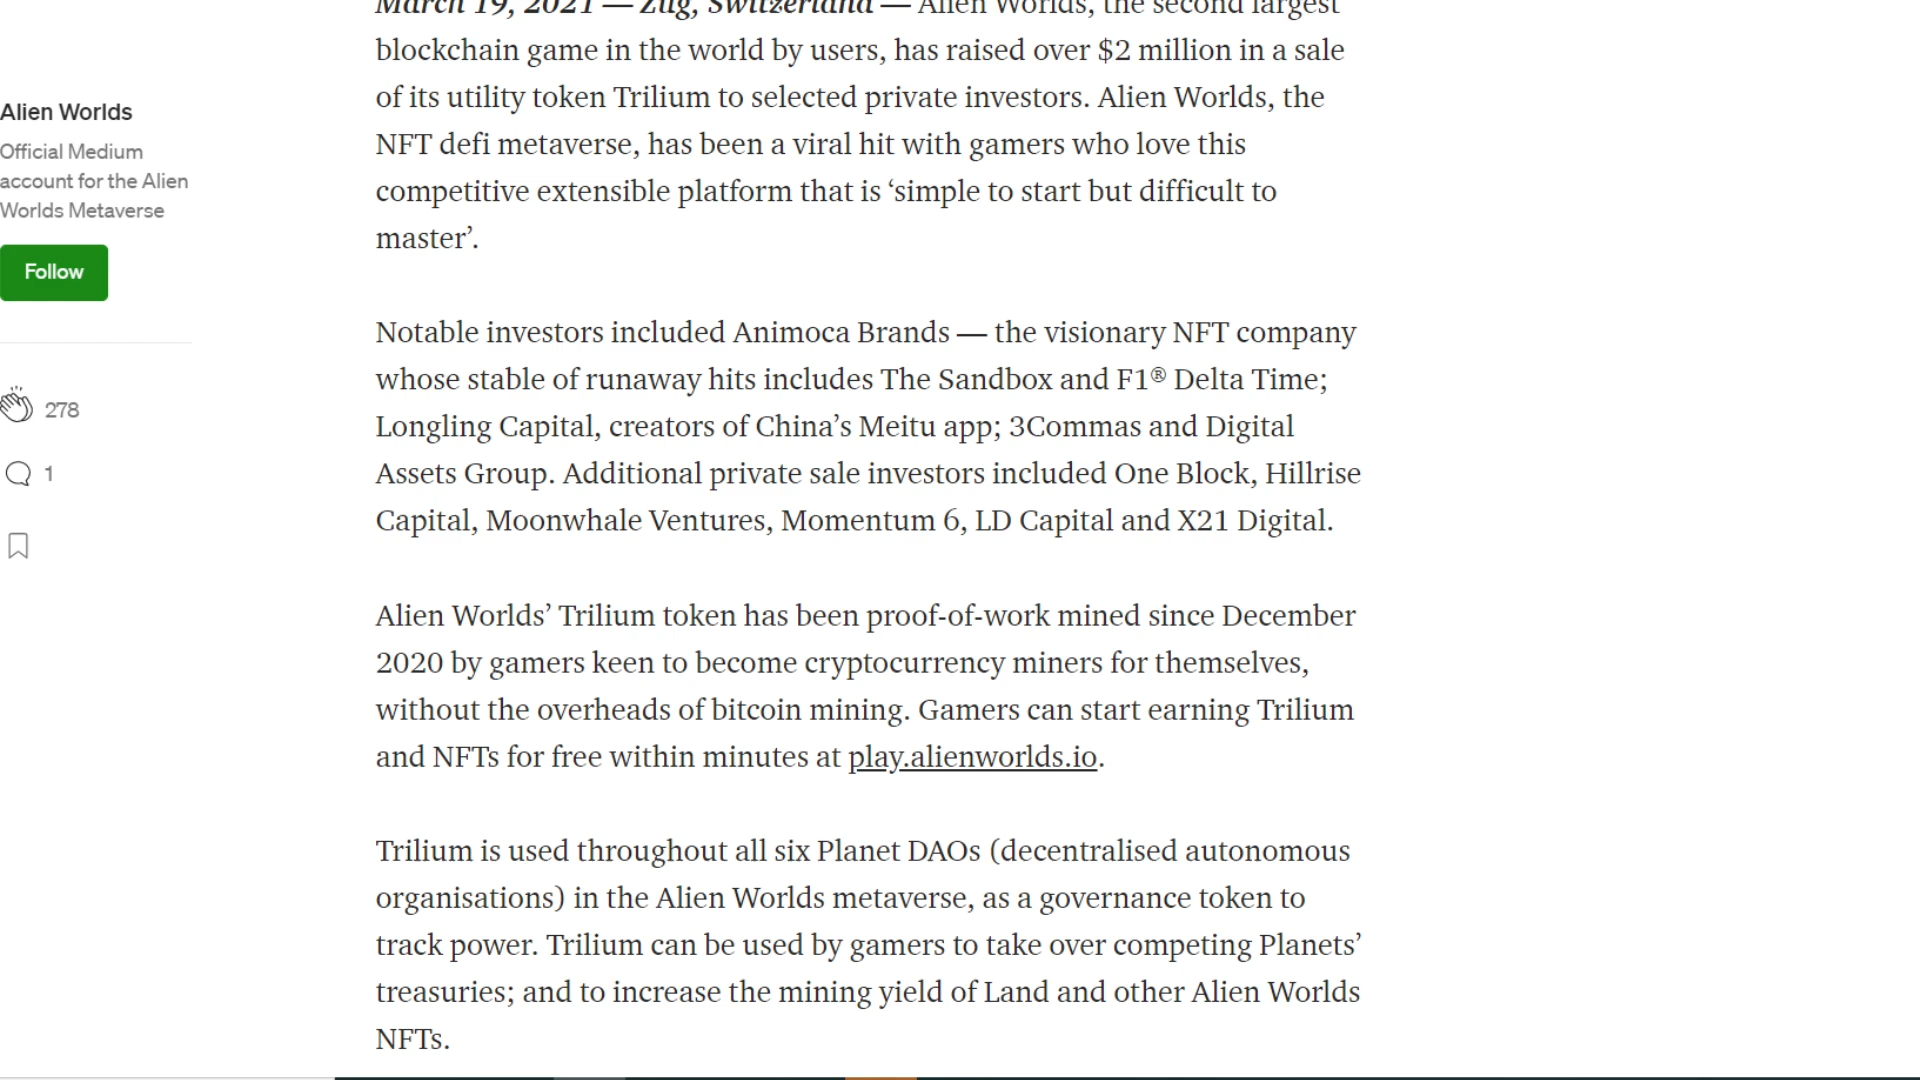 March 19, 2021 — Zug, Switzerland — Alien Worlds, the second largest
blockchain game in the world by users, has raised over $2 million in a sale
of its utility token Trilium to selected private investors. Alien Worlds, the
NFT defi metaverse, has been a viral hit with gamers who love this
competitive extensible platform that is ‘simple to start but difficult to
master’.
Alien Worlds
Official Medium
account for the Alien
Worlds Metaverse
Follow
278
1
Notable investors included Animoca Brands — the visionary NFT company
whose stable of runaway hits includes The Sandbox and F1® Delta Time;
Longling Capital, creators of China’s Meitu app; 3Commas and Digital
Assets Group. Additional private sale investors included One Block, Hillrise
Capital, Moonwhale Ventures, Momentum 6, LD Capital and X21 Digital.
Alien Worlds’ Trilium token has been proof-of-work mined since December
2020 by gamers keen to become cryptocurrency miners for themselves,
without the overheads of bitcoin mining. Gamers can start earning Trilium
and NFTs for free within minutes at play.alienworlds.io.
Trilium is used throughout all six Planet DAOs (decentralised autonomous
organisations) in the Alien Worlds metaverse, as a governance token to
track power. Trilium can be used by gamers to take over competing Planets’
treasuries; and to increase the mining yield of Land and other Alien Worlds
NFTs.